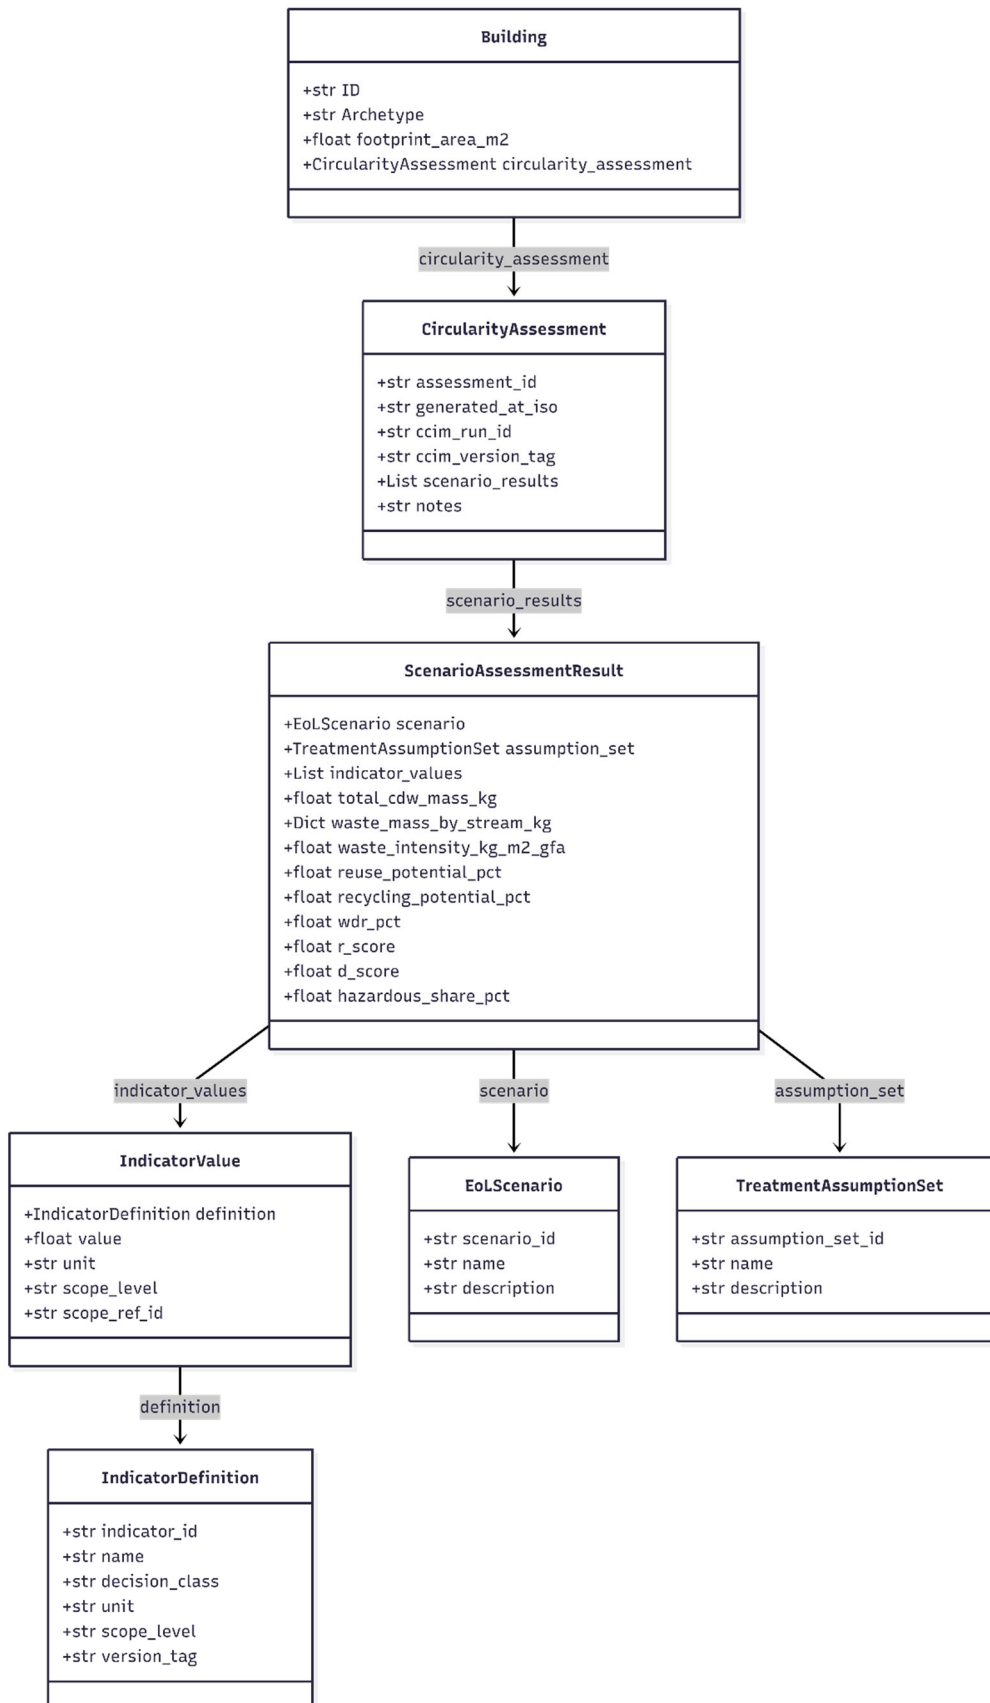 Building
+str ID
+str Archetype
+float footprint_area_m2
+CircularityAssessment circularity_assessment
circularity_assessment
CircularityAssessment
+str assessment_id
+str generated_at_iso
+str ccim_run_id
+str ccim_version_tag
+List scenario_results
+str notes
scenario_results
ScenarioAssessmentResult
+EoLScenario scenario
+TreatmentAssumptionSet assumption_set
+List indicator_values
+float total_cdw_mass_kg
+Dict waste_mass_by_stream_kg
+float waste_intensity_kg_m2_gfa
+float reuse_potential_pct
+float recycling_potential_pct
+float wdr_pct
+float r_score
+float d_score
+float hazardous_share_pct
indicator_values
scenario
assumption_set
IndicatorValue
+IndicatorDefinition definition
+float value
+str unit
+str scope_level
+str scope_ref_id
EoLScenario
+str scenario_id
+str name
+str description
TreatmentAssumptionSet
+str assumption_set_id
+str name
+str description
definition
IndicatorDefinition
+str indicator_id
+str name
+str decision_class
+str unit
+str scope_level
+str version_tag